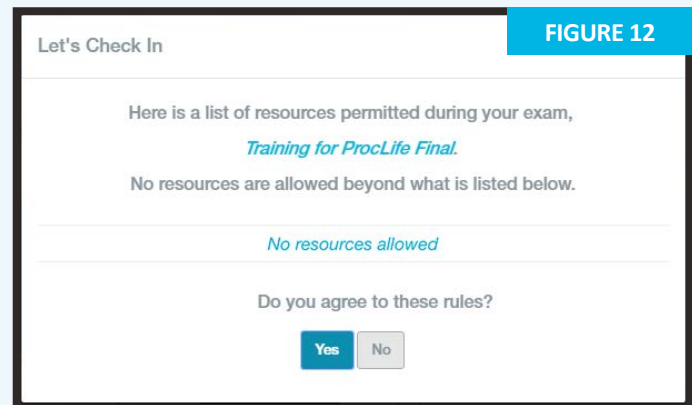 Let's Check In
FIGURE 12
Here is a list of resources permitted during your exam,
Training for ProcLife Final.
No resources are allowed beyond what is listed below.
No resources allowed
Do you agree to these rules?
Yes
No